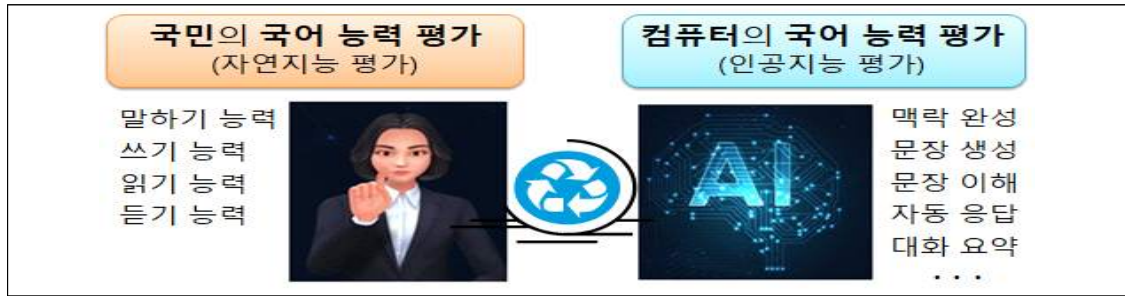 국민의 국어 능력 평가
(자연지능 평가)
말하기 능력
쓰기 능력
읽기 능력
듣기 능력
컴퓨터의 국어 능력 평가
(인공지능 평가)
AI
맥락 완성
문장 생성
문장 이해
자동 응답
대화 요약
...